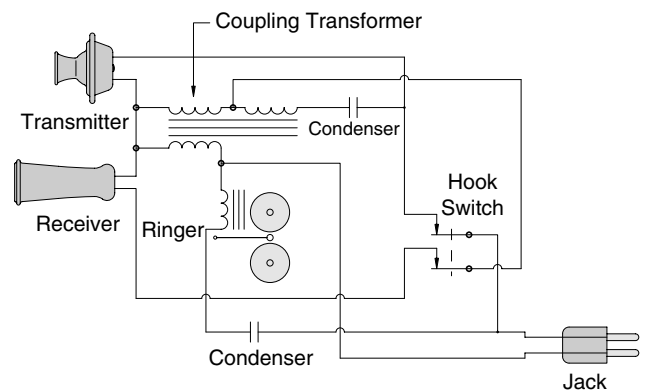 Coupling Transformer
Transmitter
Condenser
Receiver
Ringer
Hook
Switch
Condenser
Jack